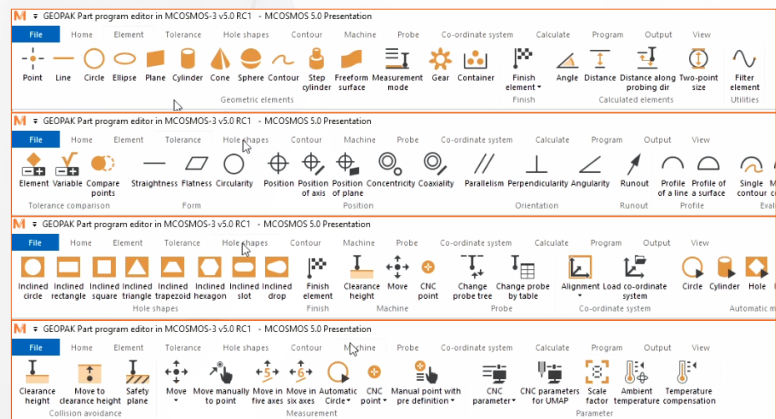 M GEOPAK Part program editor in MCOSMOS-3 v5.0 RC1 - MCOSMOS 5.0 Presentation
File Home Element Tolerance Hole shapes Contour Machine Probe Co-ordinate system Calculate Program Output View
Point Line Circle Ellipse Plane Cylinder Cone Sphere Contour Step cylinder Freeform surface Measurement mode Gear Container Finish element Angle Distance Distance along probing dir Two-point size Filter element
Geometric elements Finish Calculated elements Utilities
M GEOPAK Part program editor in MCOSMOS-3 v5.0 RC1 - MCOSMOS 5.0 Presentation
File Home Element Tolerance Hole shapes Contour Machine Probe Co-ordinate system Calculate Program Output View
Element Variable Compare points Straightness Flatness Circularity Position Position of axis Position of plane Concentricity Coaxiality Parallelism Perpendicularity Angularity Runout Profile of a line Profile of a surface Single contour
Tolerance comparison Form Position Orientation Runout Profile
M GEOPAK Part program editor in MCOSMOS-3 v5.0 RC1 - MCOSMOS 5.0 Presentation
File Home Element Tolerance Hole shapes Contour Machine Probe Co-ordinate system Calculate Program Output View
Inclined circle Inclined rectangle Inclined square Inclined triangle Inclined trapezoid Inclined hexagon Inclined slot Inclined drop Finish element Clearance height Move CNC point Change probe tree Change probe by table Alignment Load co-ordinate system Circle Cylinder Hole
Hole shapes Finish Machine Probe Co-ordinate system Automatic m
M GEOPAK Part program editor in MCOSMOS-3 v5.0 RC1 - MCOSMOS 5.0 Presentation
File Home Element Tolerance Hole shapes Contour Machine Probe Co-ordinate system Calculate Program Output View
Clearance height Move to clearance height Safety plane Move Move manually to point Move in five axes Move in six axes Automatic Circle CNC point Manual point with pre definition CNC parameter CNC parameters for UMAP Scale factor Ambient temperature Temperature compensation
Collision avoidance Measurement Parameter